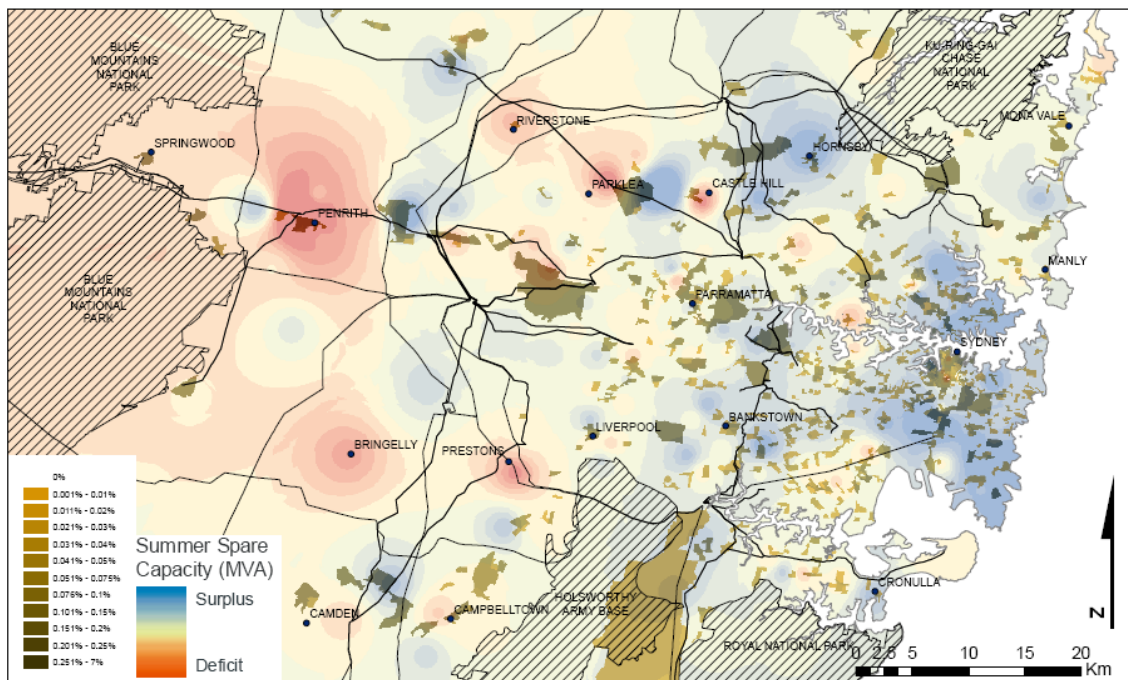 BLUE
MOUNTAINS
NATIONAL
PARK
KU-RING-GAI
CHASE
NATIONAL
PARK
SPRINGWOOD
RIVERSTONE
MONA VALE
HORNSBY
PARKLEA
CASTLE HILL
PENRITH
MANLY
BLUE
MOUNTAINS
NATIONAL
PARK
PARRAMATTA
SYDNEY
LIVERPOOL
BANKSTOWN
BRINGELLY
PRESTONS
CAMDEN
CAMPBELLTOWN
HOLSWORTHY
ARMY BASE
CRONULLA
ROYAL NATIONAL PARK
0%
0.001% - 0.01%
0.011% - 0.02%
0.021% - 0.03%
0.031% - 0.04%
0.041% - 0.05%
0.051% - 0.075%
0.076% - 0.1%
0.101% - 0.15%
0.151% - 0.2%
0.201% - 0.25%
0.251% - 7%
Summer Spare
Capacity (MVA)
Surplus
Deficit
N
0 2.5 5 10 15 20
Km